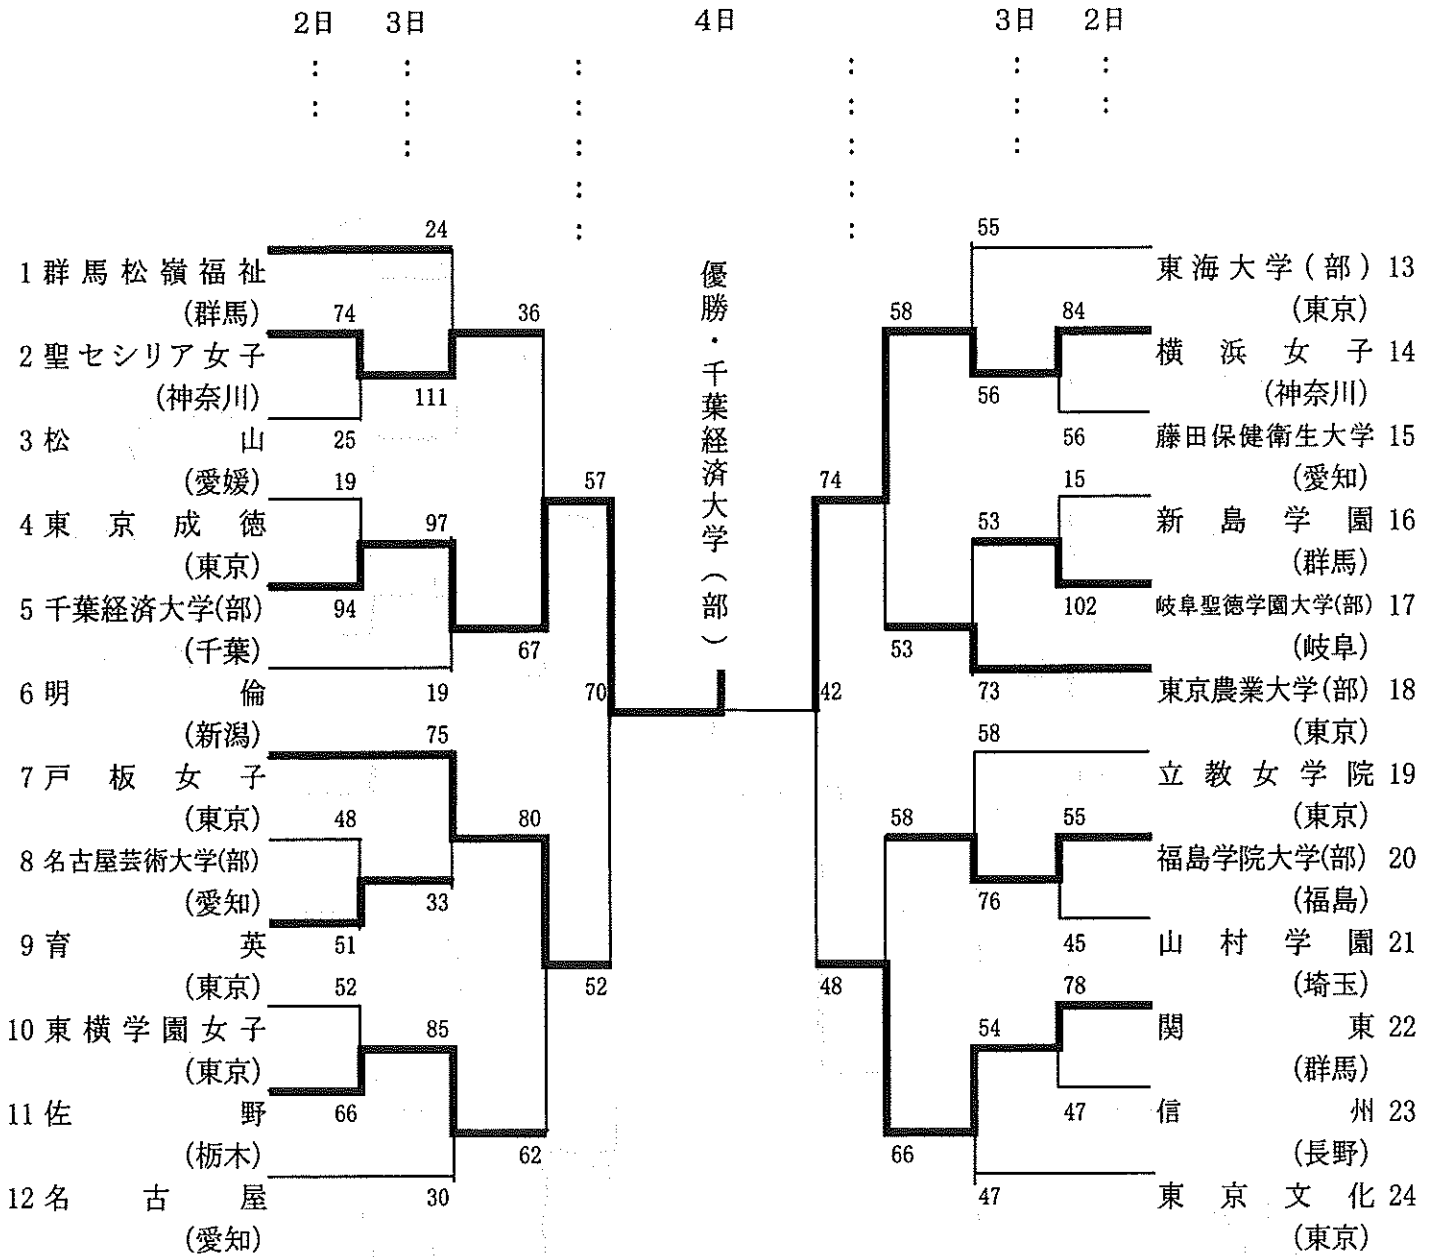 2日 3日 4日 3日 2日
24
1 群馬松嶺福祉
(群馬)
74
36
2 聖セシリア女子
(神奈川)
111
3 松山
25
(愛媛)
19
57
4 東京成徳
97
(東京)
5 千葉経済大学(部)
94
(千葉)
67
6 明倫
19
70
(新潟)
75
7 戸板女子
(東京)
48
80
8 名古屋芸術大学(部)
(愛知)
33
9 育英
51
(東京)
52
52
10 東横学園女子
85
(東京)
11 佐野
66
(栃木)
62
12 名古屋
30
(愛知)
優勝・千葉経済大学(部)
55
東海大学(部) 13
(東京)
58
84
横浜女子 14
56
(神奈川)
56
藤田保健衛生大学 15
(愛知)
74
15
53
新島学園 16
(群馬)
102
岐阜聖徳学園大学(部) 17
53
(岐阜)
42
73
東京農業大学(部) 18
(東京)
58
立教女学院 19
(東京)
58
55
福島学院大学(部) 20
76
(福島)
45
山村学園 21
48
78
(埼玉)
54
関東 22
(群馬)
47
信州 23
66
(長野)
47
東京文化 24
(東京)